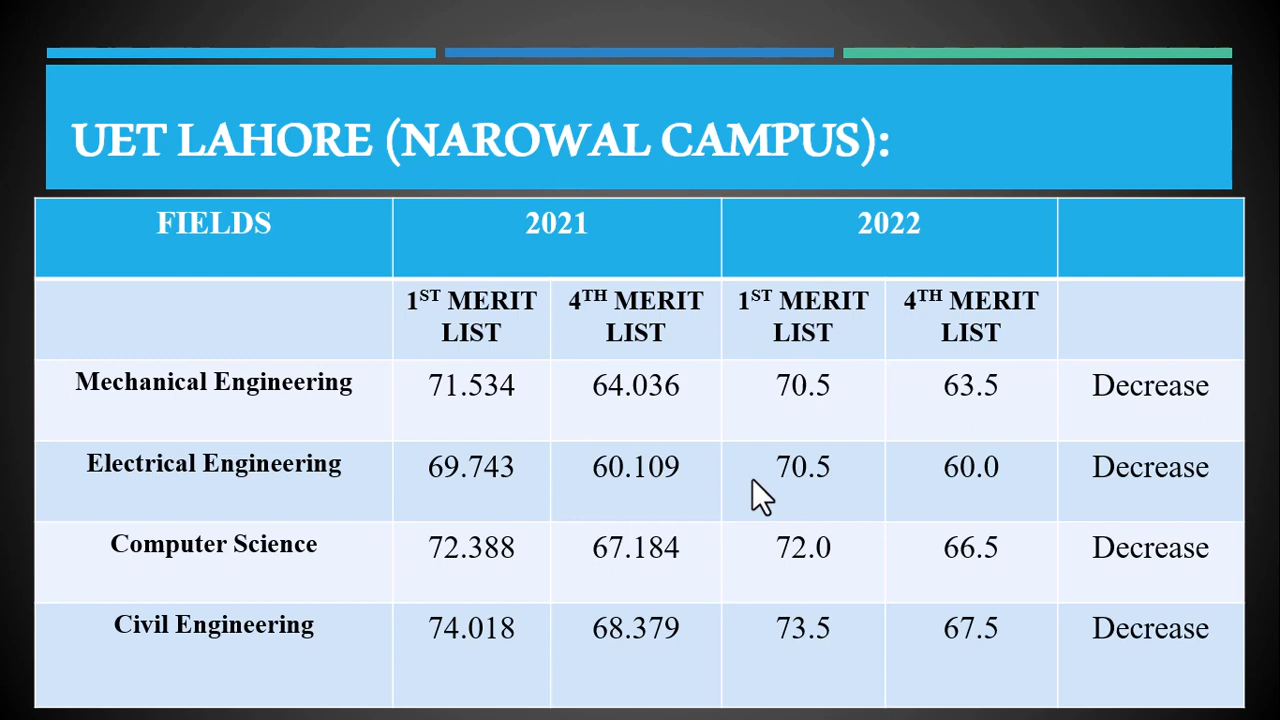 UET LAHORE (NAROWAL CAMPUS):
FIELDS 2021 2022
1ST MERIT LIST 4TH MERIT LIST 1ST MERIT LIST 4TH MERIT LIST
Mechanical Engineering 71.534 64.036 70.5 63.5 Decrease
Electrical Engineering 69.743 60.109 70.5 60.0 Decrease
Computer Science 72.388 67.184 72.0 66.5 Decrease
Civil Engineering 74.018 68.379 73.5 67.5 Decrease